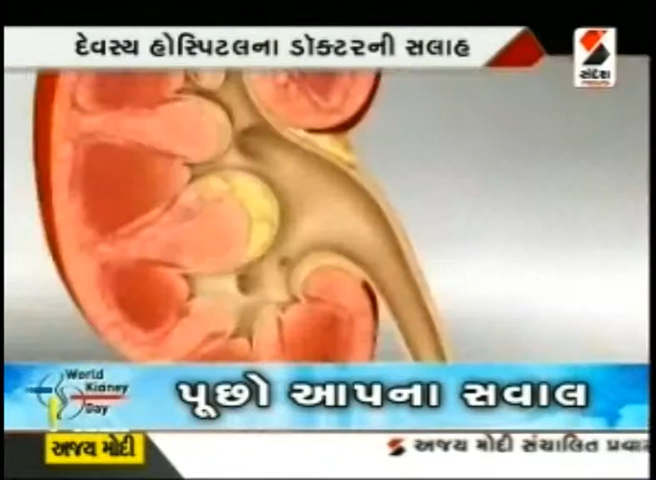 દેવસ્ય હોસ્પિટલના ડૉક્ટરની સલાહ
સંદેશ
World
Kidney
Day
પૂછો આપના સવાલ
અજય મોદી
અજય મોદી સંચાલિત